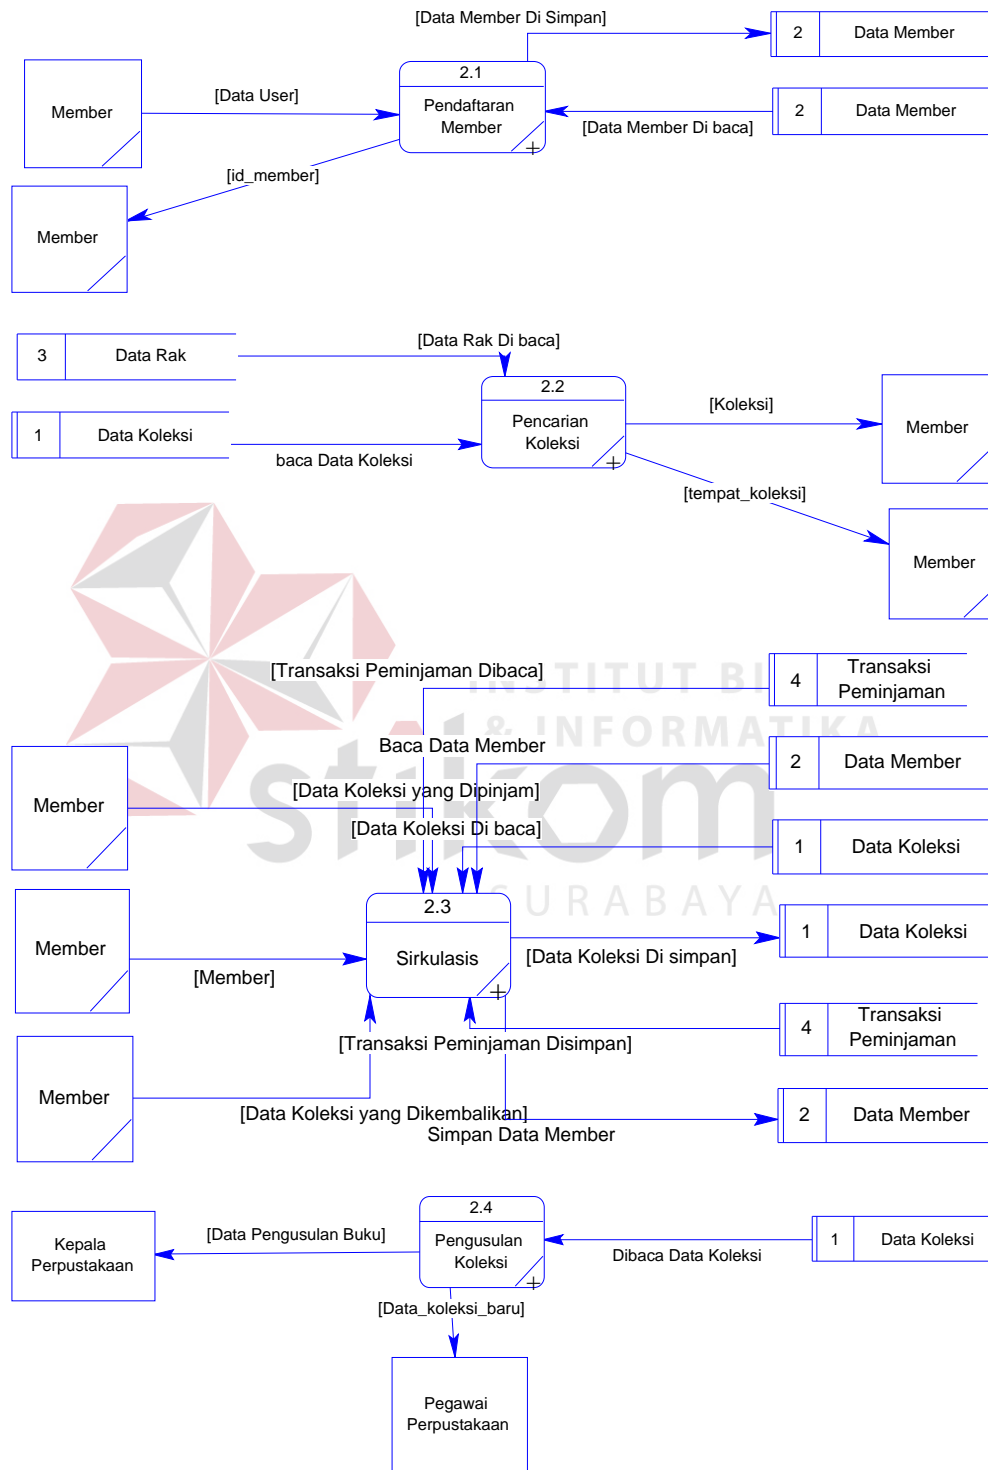 [Data Member Di Simpan]
2 Data Member
2.1
Member
[Data User]
Pendaftaran
Member
2 Data Member
[Data Member Di baca]
[id_member]
Member
3 Data Rak
[Data Rak Di baca]
2.2
Pencarian
Koleksi
[Koleksi]
Member
1 Data Koleksi
baca Data Koleksi
[tempat_koleksi]
Member
[Transaksi Peminjaman Dibaca]
4 Transaksi
Peminjaman
INSTITUT BI
& INFORMATIKA
stikom
SURABAYA
Baca Data Member
2 Data Member
Member
[Data Koleksi yang Dipinjam]
[Data Koleksi Di baca]
1 Data Koleksi
2.3
Sirkulasis
Member
[Member]
[Data Koleksi Di simpan]
1 Data Koleksi
[Transaksi Peminjaman Disimpan]
4 Transaksi
Peminjaman
Member
[Data Koleksi yang Dikembalikan]
Simpan Data Member
2 Data Member
2.4
Pengusulan
Koleksi
Kepala
Perpustakaan
[Data Pengusulan Buku]
Dibaca Data Koleksi
1 Data Koleksi
[Data_koleksi_baru]
Pegawai
Perpustakaan